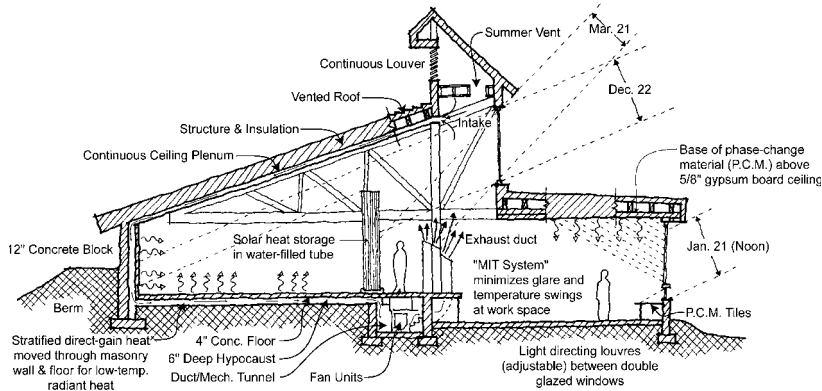 Summer Vent
Mar. 21
Continuous Louver
Dec. 22
Vented Roof
Intake
Structure & Insulation
Continuous Ceiling Plenum
Base of phase-change
material (P.C.M.) above
5/8" gypsum board ceiling
12" Concrete Block
Solar heat storage
in water-filled tube
Exhaust duct
Jan. 21 (Noon)
"MIT System"
minimizes glare and
temperature swings
at work space
Berm
P.C.M. Tiles
Stratified direct-gain heat
moved through masonry
wall & floor for low-temp.
radiant heat
4" Conc. Floor
6" Deep Hypocaust
Duct/Mech. Tunnel
Fan Units
Light directing louvres
(adjustable) between double
glazed windows